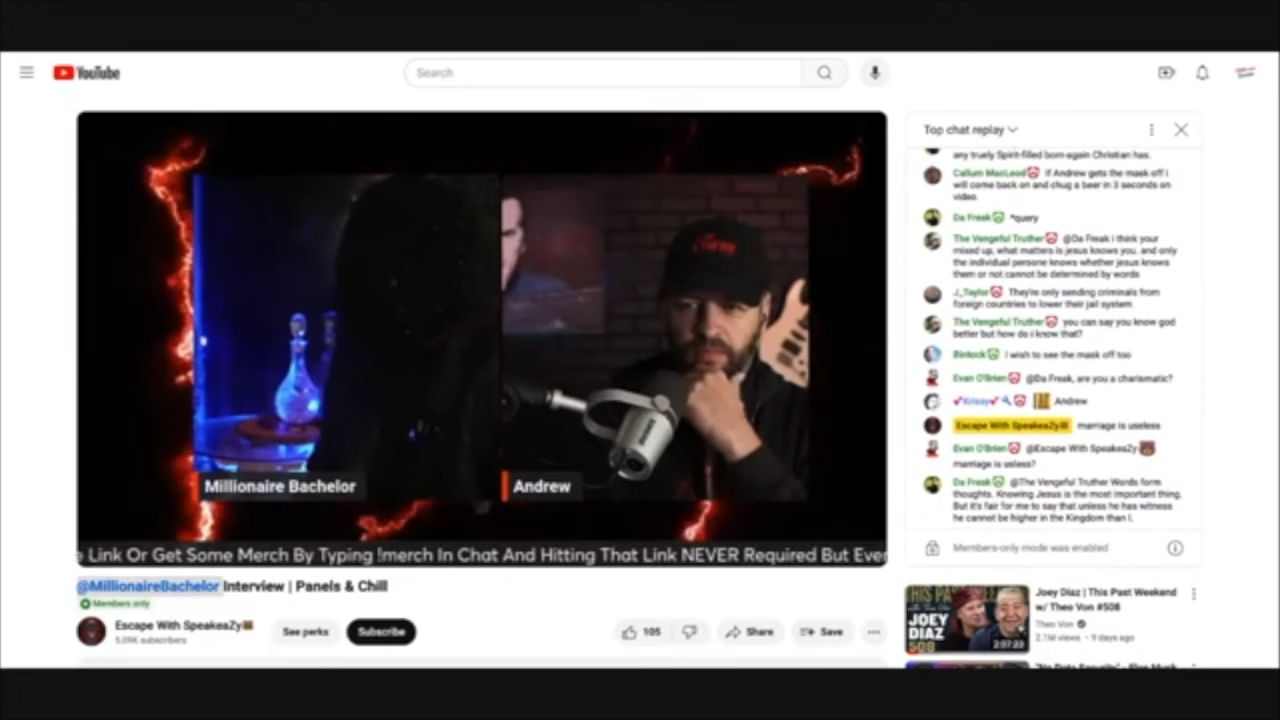 YouTube
Search
Top chat replay
any truely Spirit-filled born-again Christian has.
Callum MacLeod If Andrew gets the mask off I
will come back on and chug a beer in 3 seconds on
video.
Da Freak *query
The Vengeful Truther @Da Freak i think your
mixed up, what matters is jesus knows you. and only
the individual persone knows whether jesus knows
them or not cannot be determined by words
J_Taylor They're only sending criminals from
foreign countries to lower their jail system
The Vengeful Truther you can say you know god
better but how do i know that?
Binlock I wish to see the mask off too
Evan O'Brien @Da Freak, are you a charismatic?
Krissy Andrew
Escape With SpeakeaZy marriage is useless
Evan O'Brien @Escape With SpeakeaZy
marriage is usless?
Da Freak @The Vengeful Truther Words form
thoughts. Knowing Jesus is the most important thing.
But it's fair for me to say that unless he has witness
he cannot be higher in the Kingdom than I.
Members-only mode was enabled
Millionaire Bachelor
Andrew
e Link Or Get Some Merch By Typing !merch In Chat And Hitting That Link NEVER Required But Ever
@MillionaireBachelor Interview | Panels & Chill
Members only
Escape With SpeakeaZy
5.09K subscribers
See perks
Subscribe
105
Share
Save
THIS PAST WEEKEND
JOEY
DIAZ
508
2:07:23
Joey Diaz | This Past Weekend
w/ Theo Von #508
Theo Von
2.1M views • 9 days ago